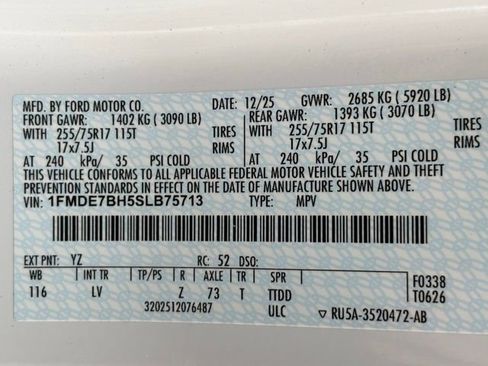 MFD. BY FORD MOTOR CO. DATE: 12/25 GVWR: 2685 KG ( 5920 LB)
FRONT GAWR: 1402 KG ( 3090 LB) REAR GAWR: 1393 KG ( 3070 LB)
WITH 255/75R17 115T TIRES WITH 255/75R17 115T TIRES
17x7.5J RIMS 17x7.5J RIMS
AT 240 kPa/ 35 PSI COLD AT 240 kPa/ 35 PSI COLD
THIS VEHICLE CONFORMS TO ALL APPLICABLE FEDERAL MOTOR VEHICLE SAFETY AND THEFT
PREVENTION STANDARDS IN EFFECT ON THE DATE OF MANUFACTURE SHOWN ABOVE.
VIN: 1FMDE7BH5SLB75713 TYPE: MPV
EXT PNT: YZ RC: 52 DSO:
WB INT TR TP/PS R AXLE TR SPR F0338
116 LV Z 73 T TTDD T0626
3202512076487 ULC RU5A-3520472-AB